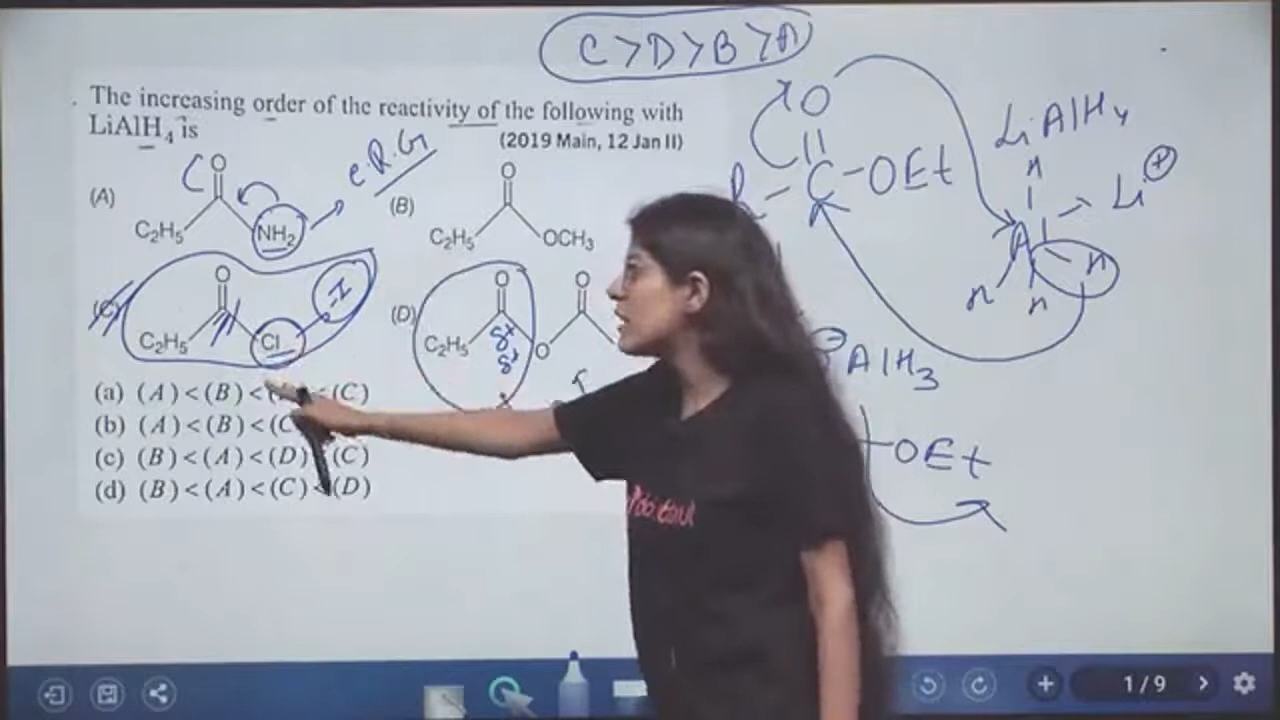 C > D > B > A
The increasing order of the reactivity of the following with
LiAlH4 is
(2019 Main, 12 Jan II)
e.R.G
(A)
O
C2H5
NH2
(B)
O
C2H5
OCH3
(C)
O
C2H5
Cl
-I
(D)
O
C2H5
δ+
δ+
O
O
(a) (A)<(B)< <(C)
(b) (A)<(B)<(C
(c) (B)<(A)<(D) (C)
(d) (B)<(A)<(C)<(D)
O
C-OEt
LiAlH4
Li+
AlH3
OEt
1/9